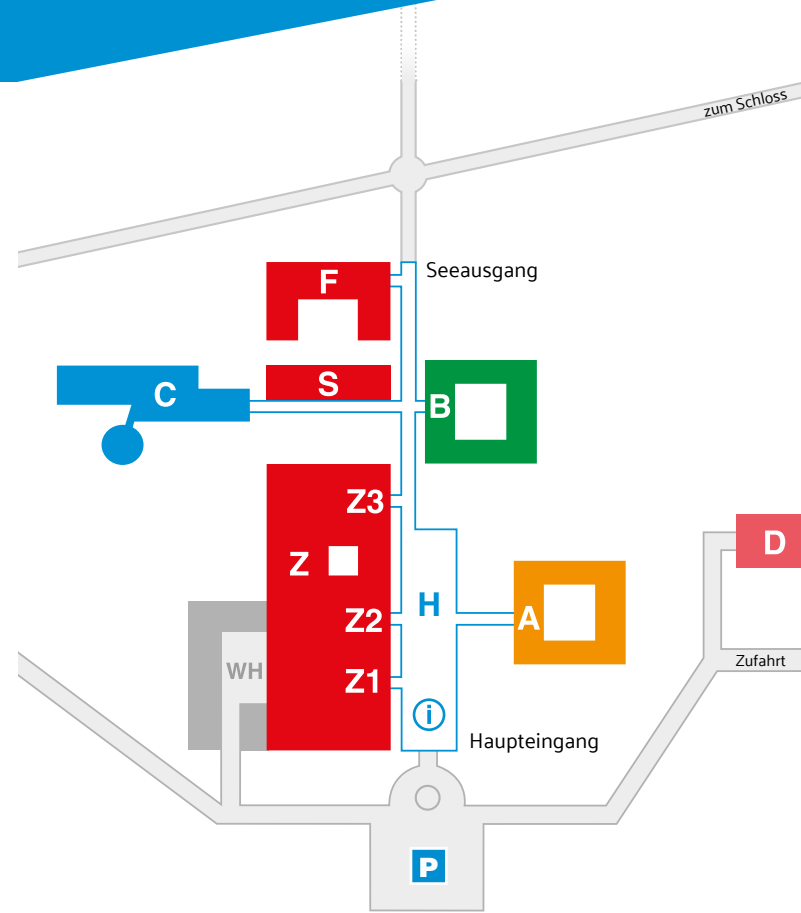 zum Schloss
Seeausgang
F
S
C
B
Z3
Z
D
H
Z2
A
Zufahrt
WH
Z1
i
Haupteingang
P